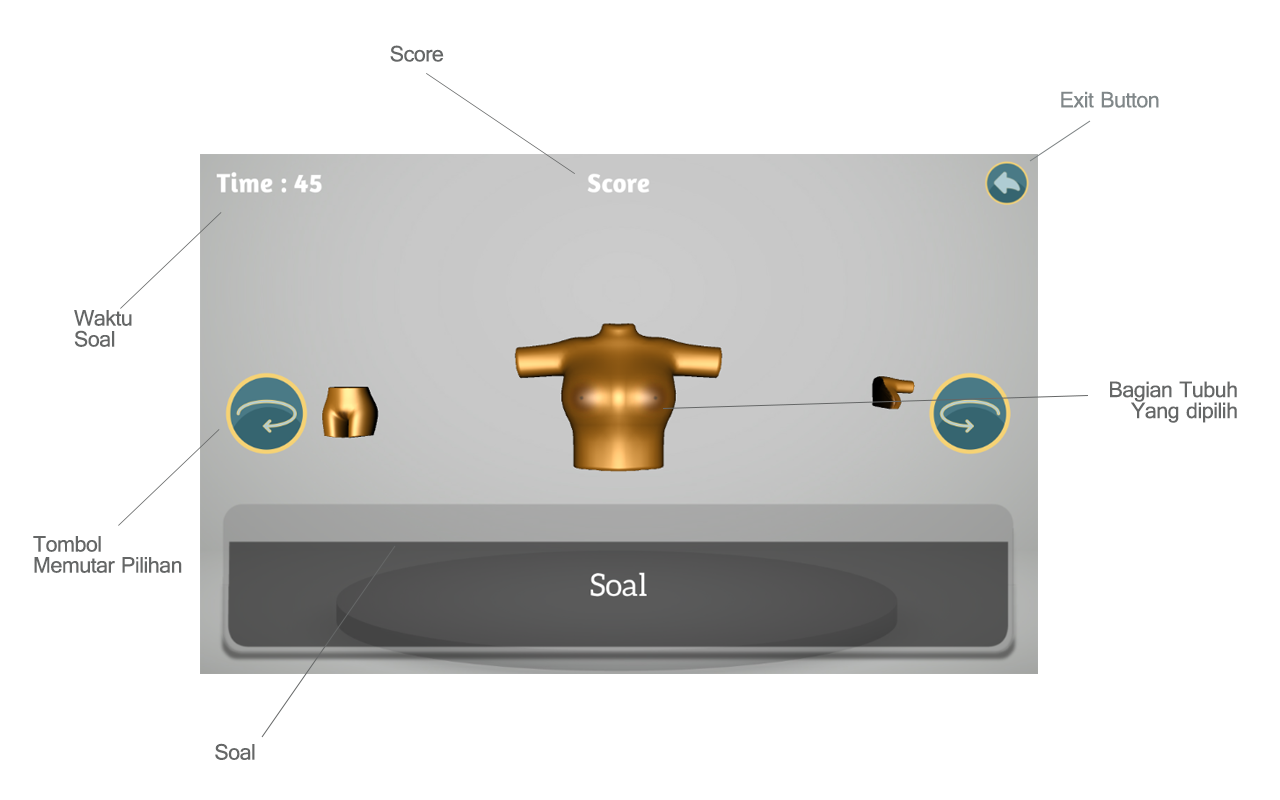 Score
Exit Button
Time : 45
Score
Waktu
Soal
Bagian Tubuh
Yang dipilih
Tombol
Memutar Pilihan
Soal
Soal